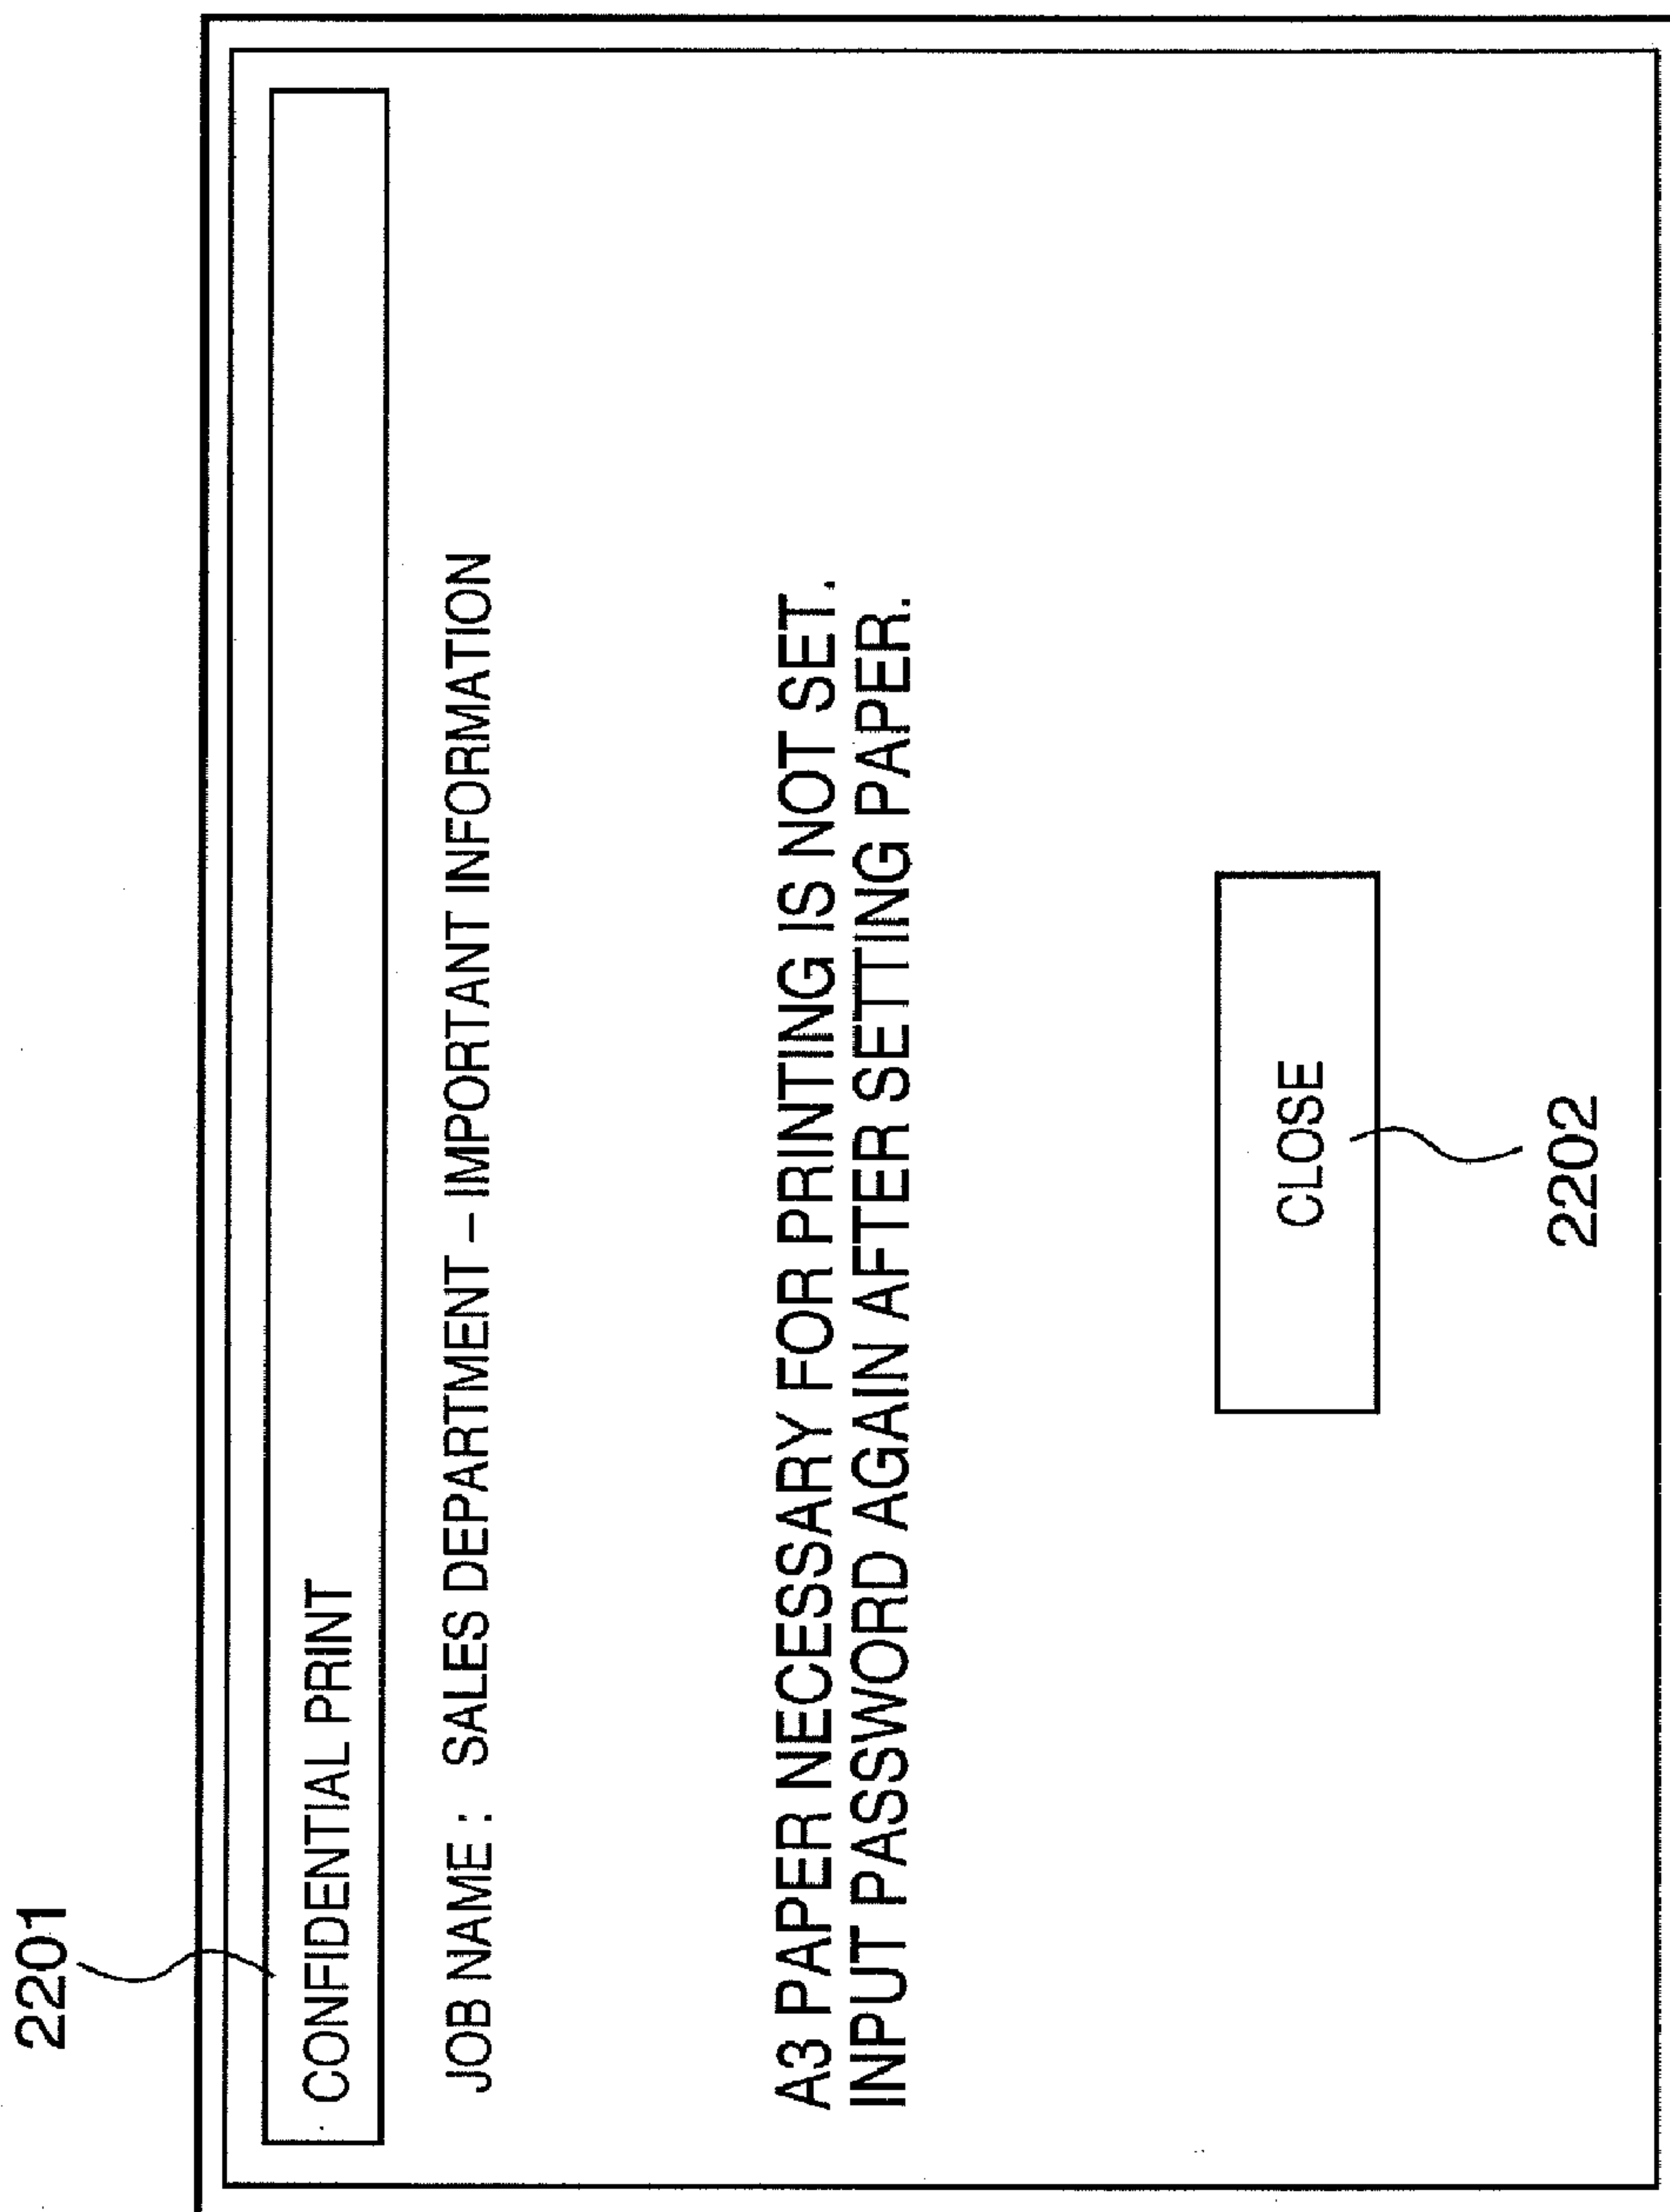 2201
CONFIDENTIAL PRINT
JOB NAME : SALES DEPARTMENT – IMPORTANT INFORMATION
A3 PAPER NECESSARY FOR PRINTING IS NOT SET.
INPUT PASSWORD AGAIN AFTER SETTING PAPER.
CLOSE
2202